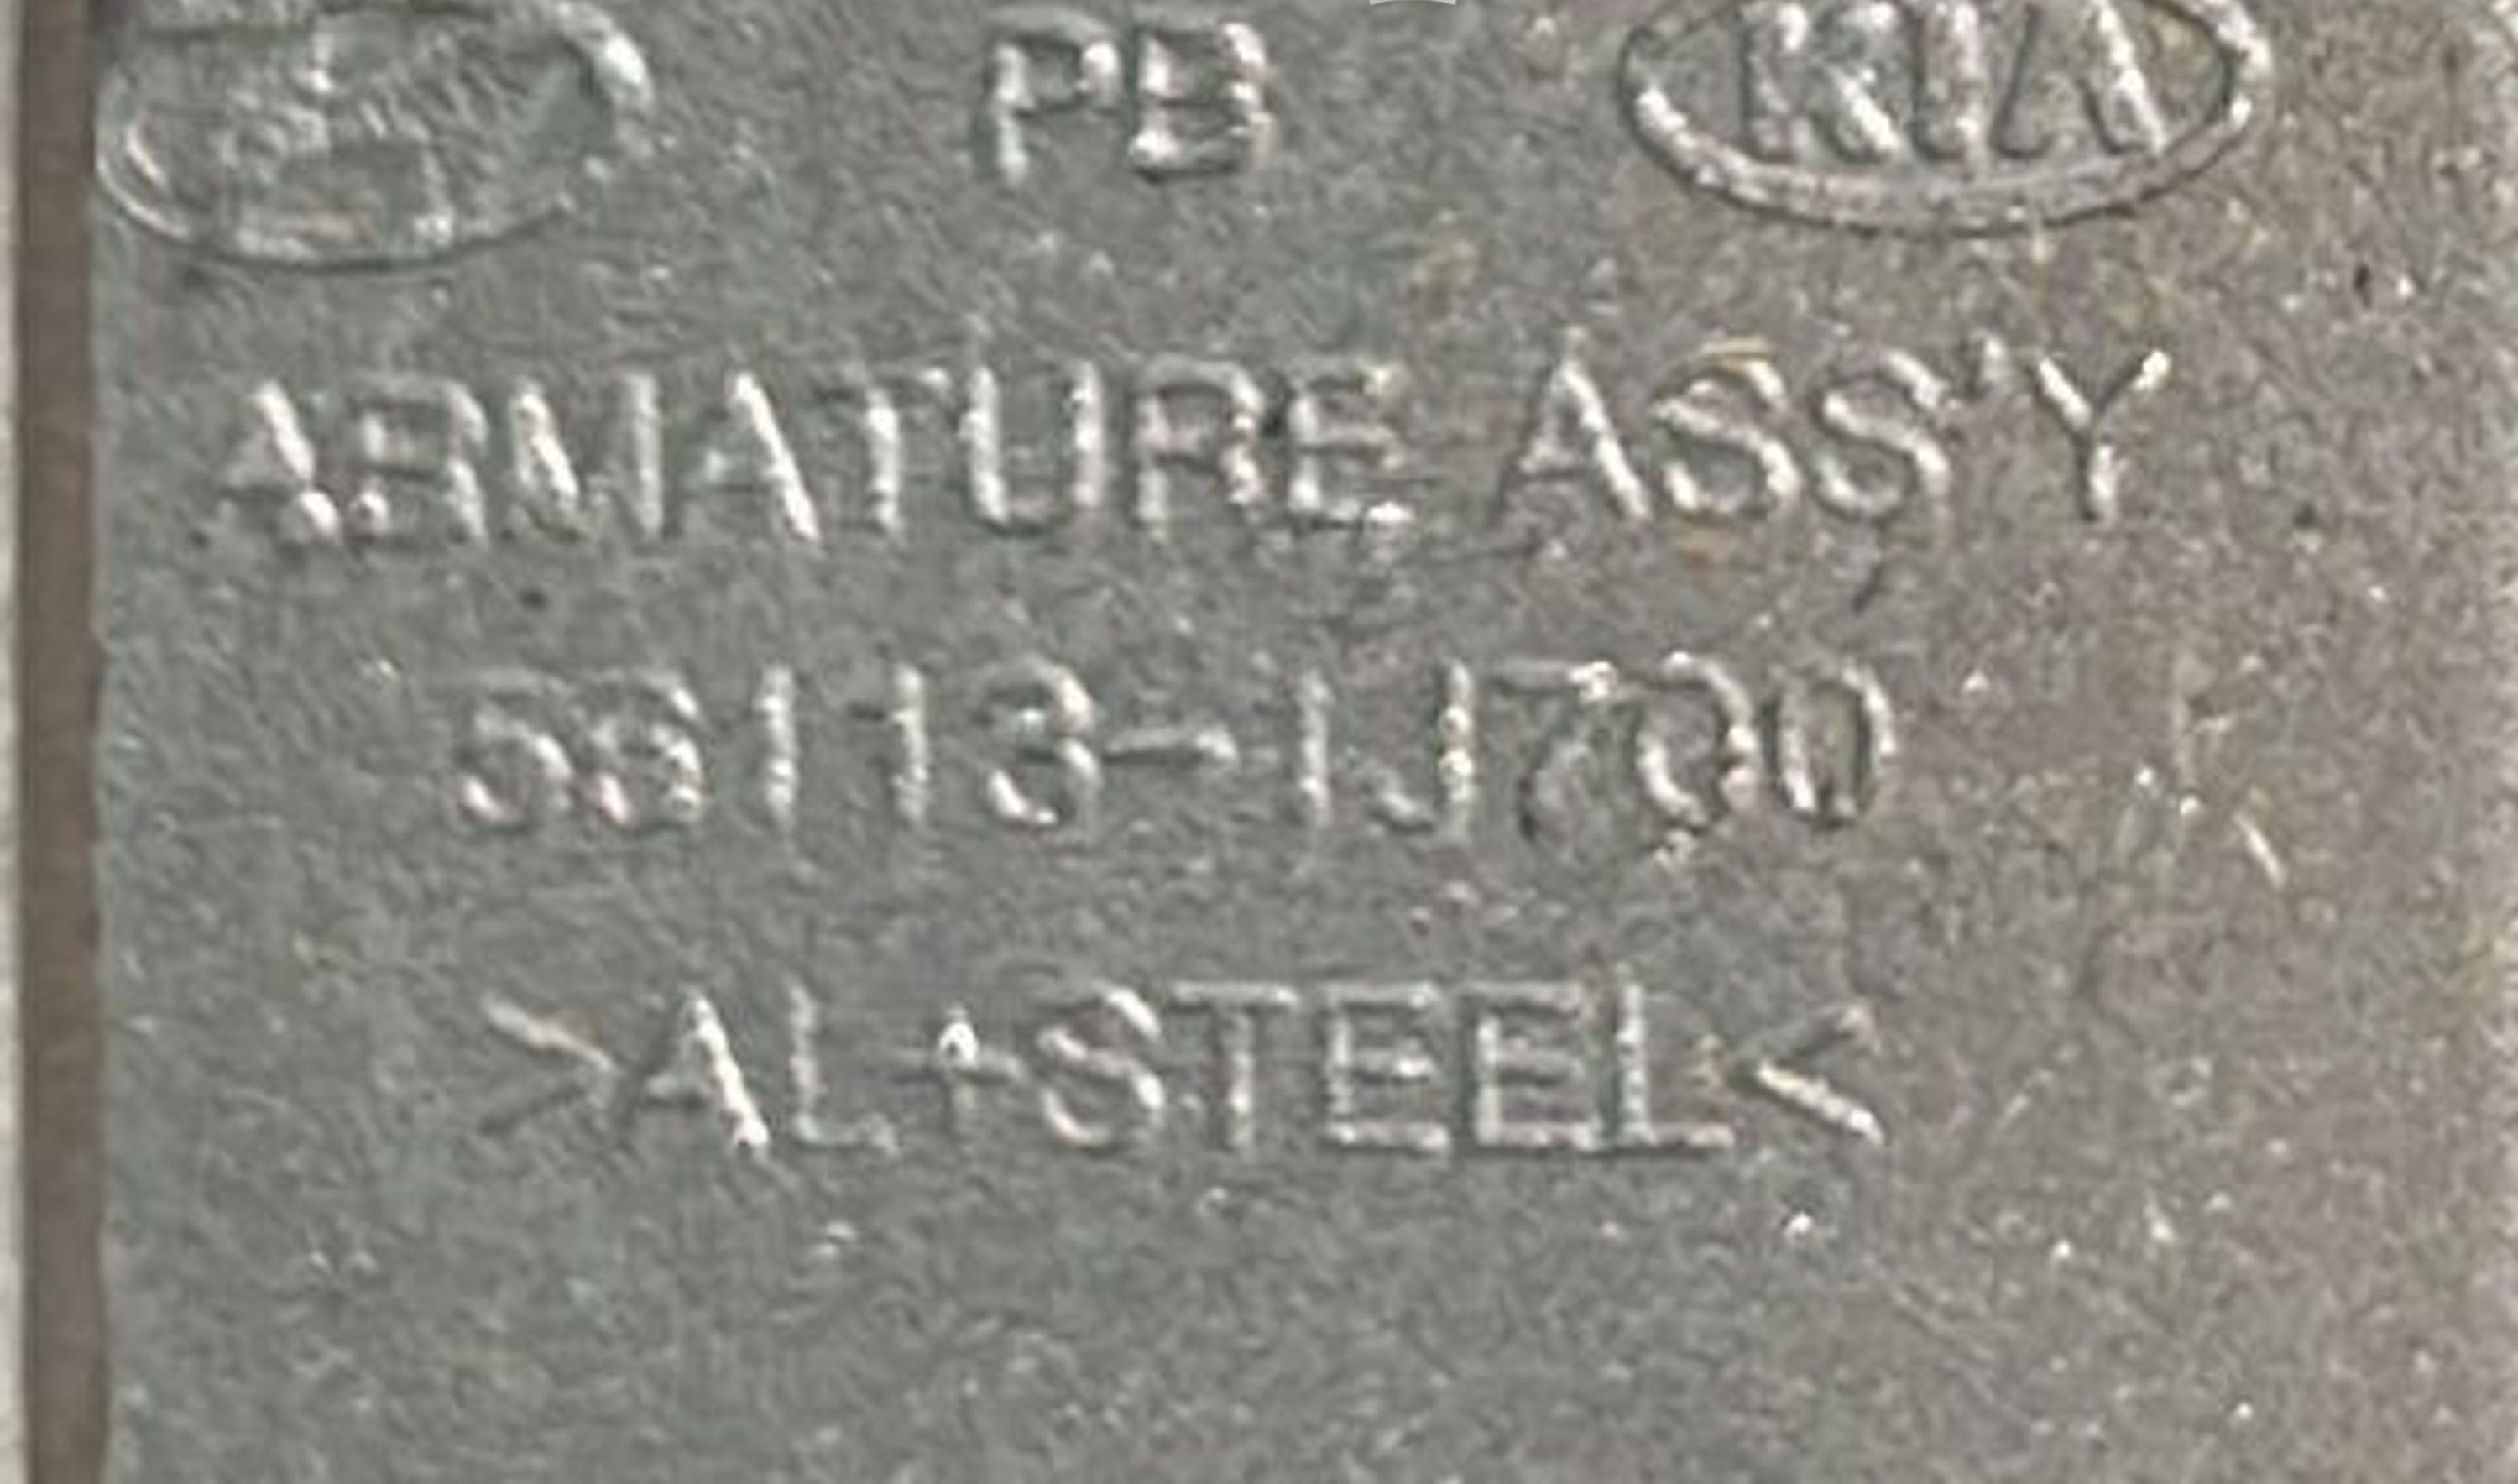 PB KIA
ARMATURE ASS'Y
56113-1J700
>AL+STEEL<